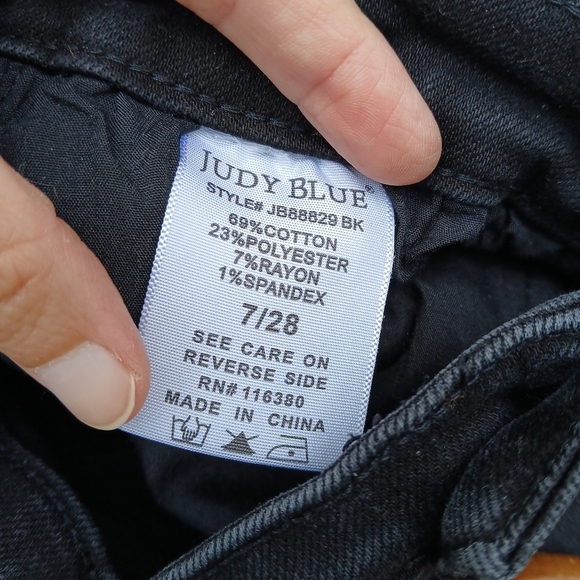 JUDY BLUE®
STYLE# JB88829 BK
69%COTTON
23%POLYESTER
7%RAYON
1%SPANDEX
7/28
SEE CARE ON
REVERSE SIDE
RN# 116380
MADE IN CHINA